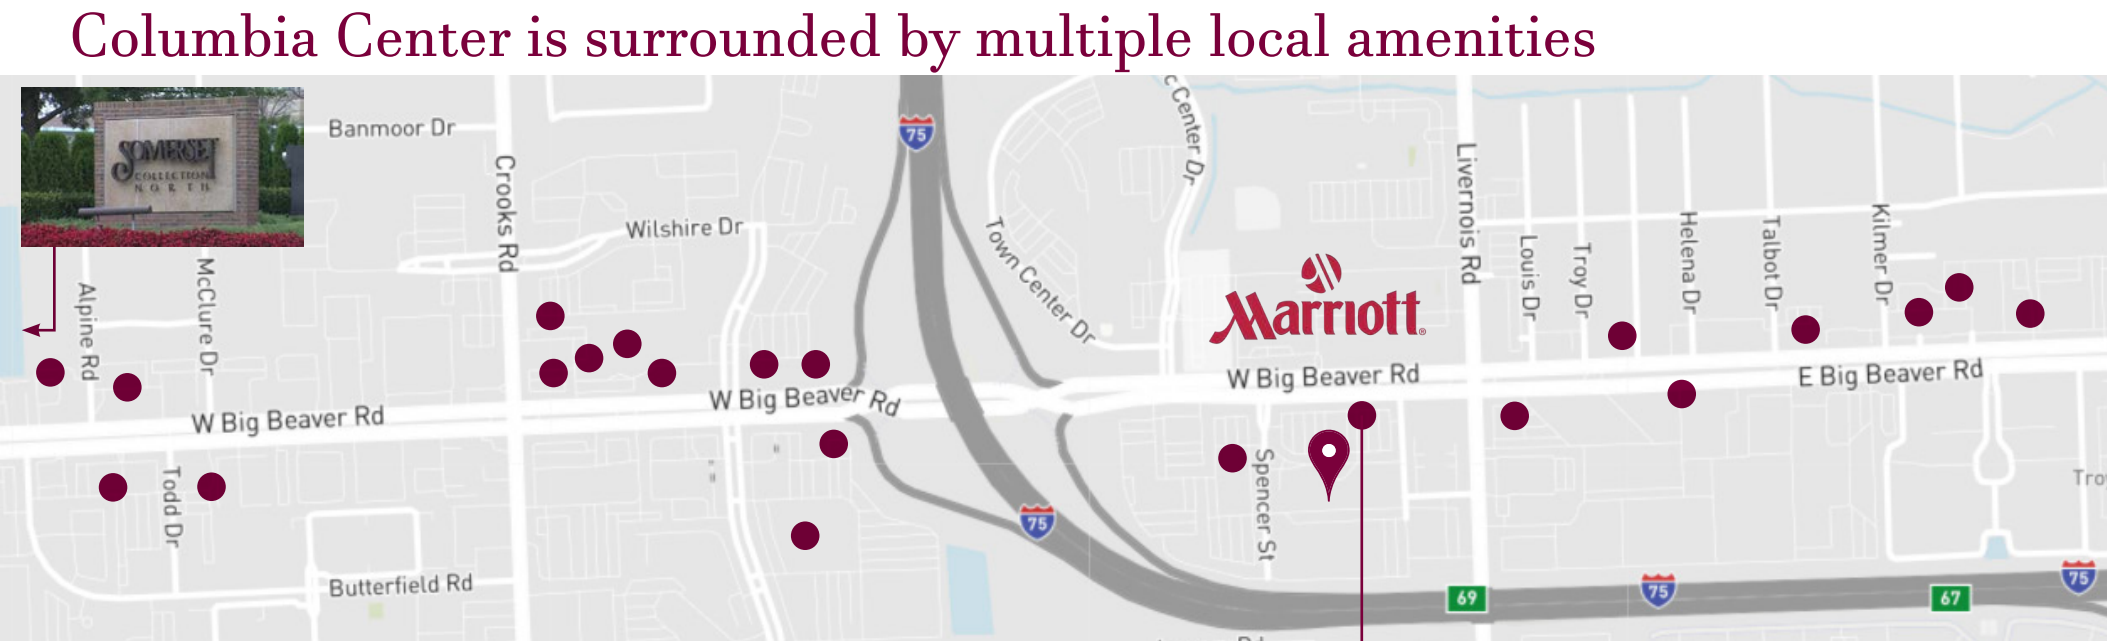 Columbia Center is surrounded by multiple local amenities
SOMERSET
COLLECTION
NORTH
Banmoor Dr
Crooks Rd
Wilshire Dr
75
Town Center Dr
c Center Dr
Livernois Rd
Louis Dr
Troy Dr
Helena Dr
Talbot Dr
Kilmer Dr
Alpine Rd
McClure Dr
Marriott®
W Big Beaver Rd
W Big Beaver Rd
W Big Beaver Rd
E Big Beaver Rd
Todd Dr
Spencer St
Troy
75
Butterfield Rd
69
75
67
75